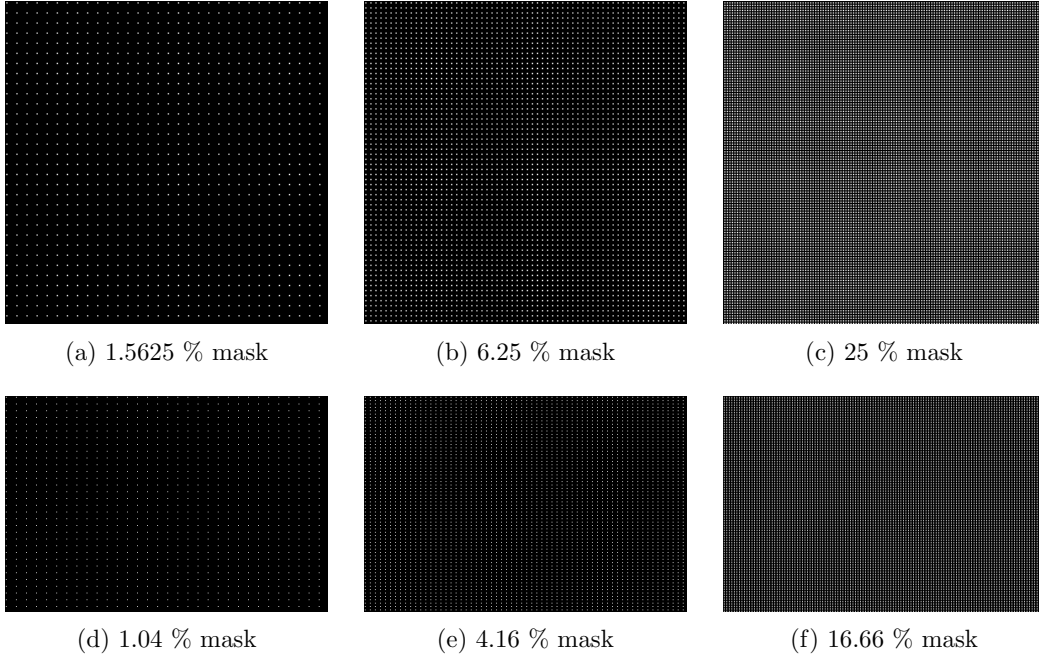 (a) 1.5625 % mask
(b) 6.25 % mask
(c) 25 % mask
(d) 1.04 % mask
(e) 4.16 % mask
(f) 16.66 % mask